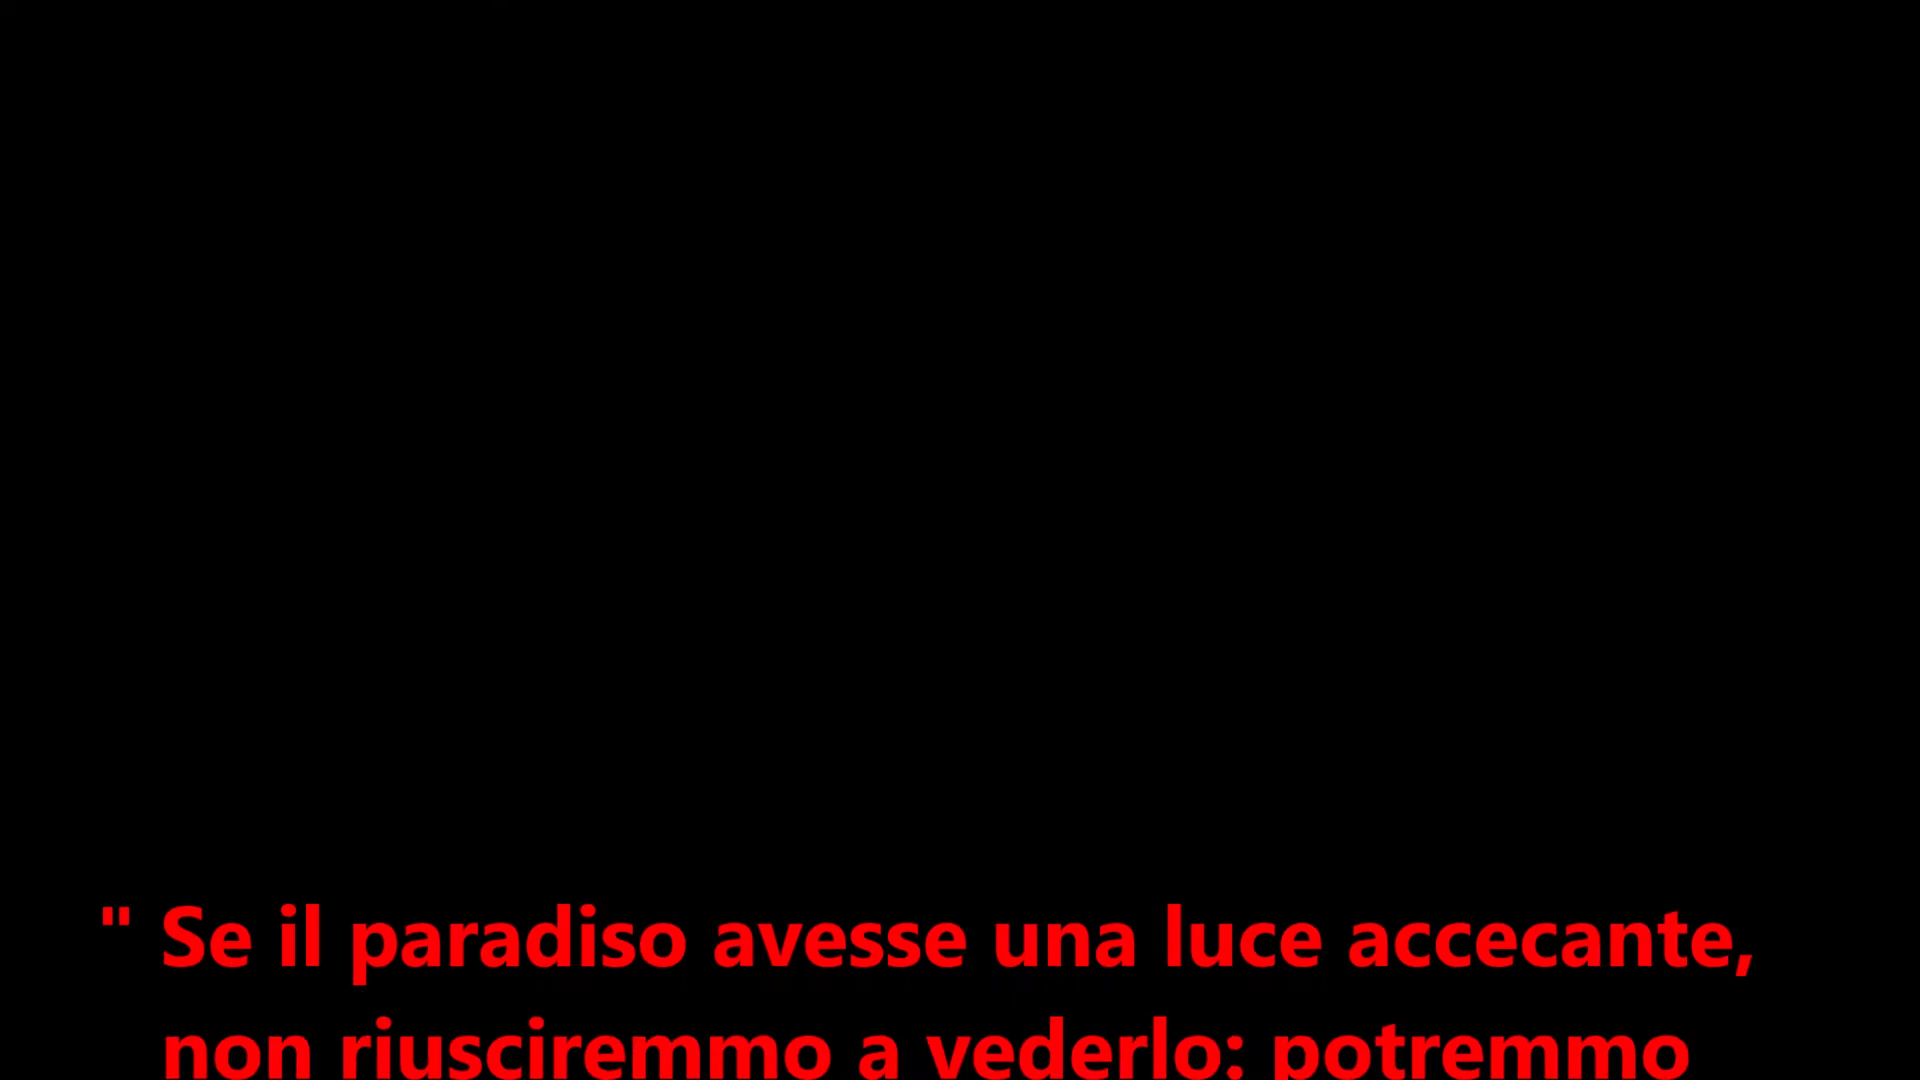 " Se il paradiso avesse una luce accecante,
non riusciremmo a vederlo; potremmo